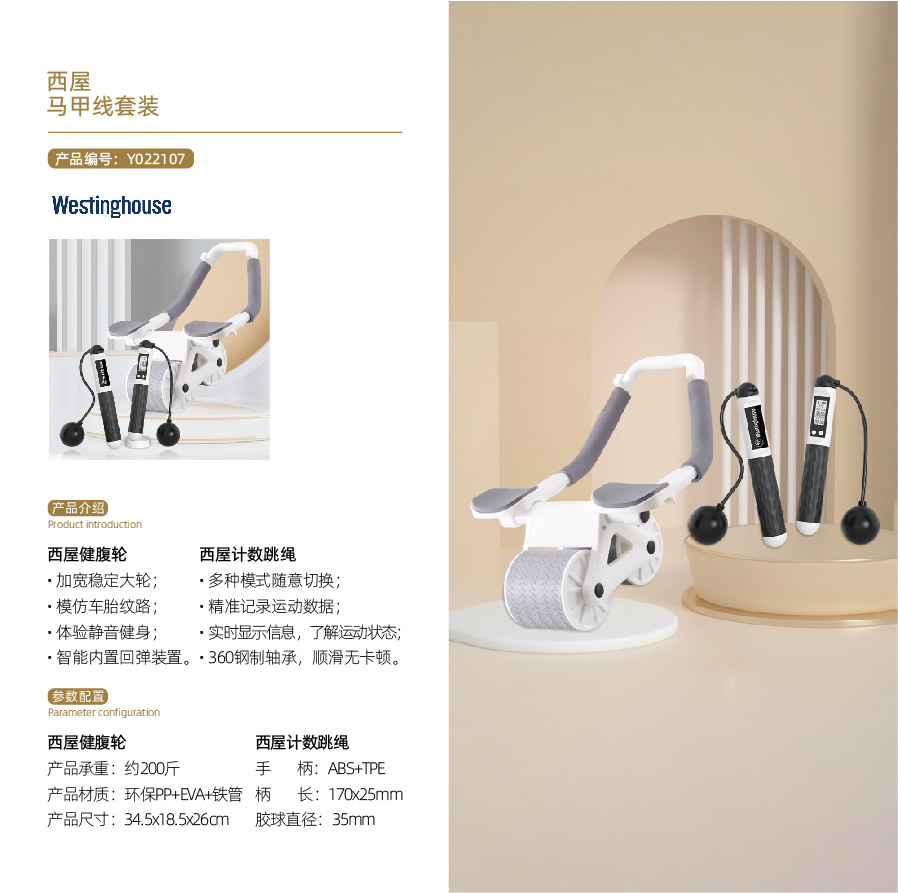 西屋
马甲线套装
产品编号：Y022107
Westinghouse
产品介绍
Product introduction
西屋健腹轮
・加宽稳定大轮；
・模仿车胎纹路；
・体验静音健身；
・智能内置回弹装置。
西屋计数跳绳
・多种模式随意切换；
・精准记录运动数据；
・实时显示信息，了解运动状态；
・360钢制轴承，顺滑无卡顿。
参数配置
Parameter configuration
西屋健腹轮
产品承重：约200斤
产品材质：环保PP+EVA+铁管
产品尺寸：34.5x18.5x26cm
西屋计数跳绳
手　柄：ABS+TPE
柄　长：170x25mm
胶球直径：35mm
Westinghouse